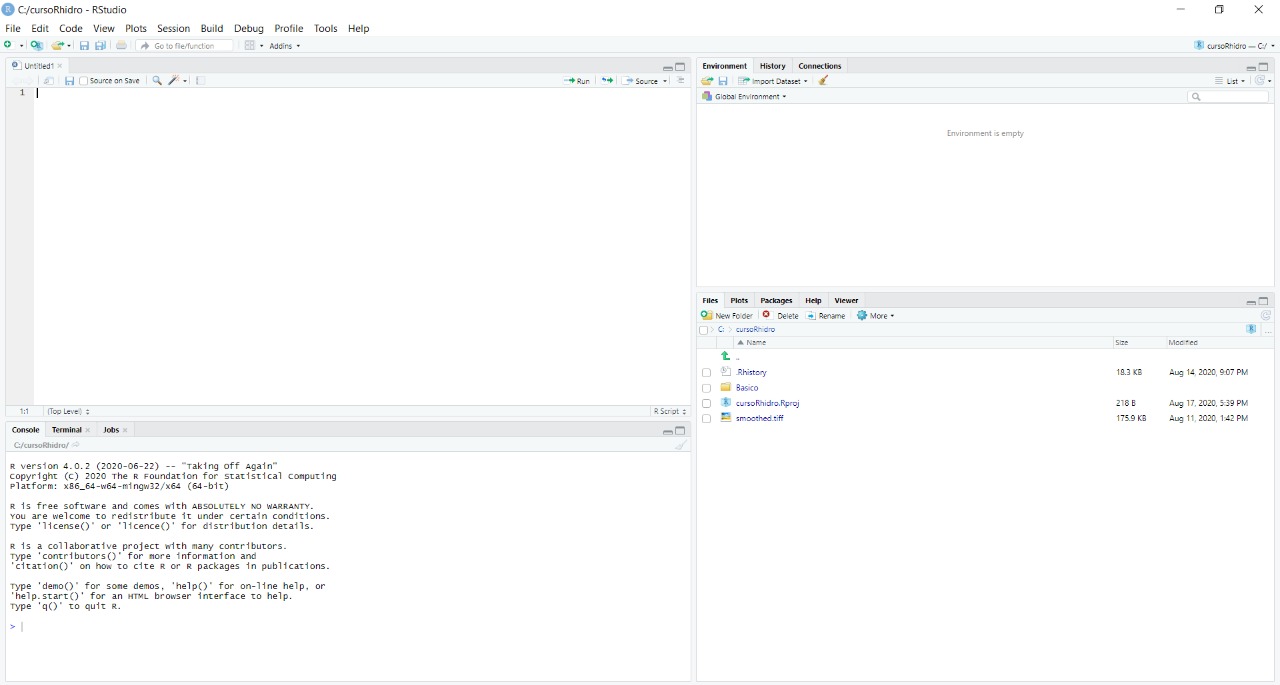 C:/cursoRhidro - RStudio
File Edit Code View Plots Session Build Debug Profile Tools Help
Go to file/function Addins cursoRhidro — C:/
Untitled1
Source on Save Run Source
1
1:1 (Top Level) R Script
Console Terminal Jobs
C:/cursoRhidro/
R version 4.0.2 (2020-06-22) -- "Taking Off Again"
Copyright (C) 2020 The R Foundation for Statistical Computing
Platform: x86_64-w64-mingw32/x64 (64-bit)
R is free software and comes with ABSOLUTELY NO WARRANTY.
You are welcome to redistribute it under certain conditions.
Type 'license()' or 'licence()' for distribution details.
R is a collaborative project with many contributors.
Type 'contributors()' for more information and
'citation()' on how to cite R or R packages in publications.
Type 'demo()' for some demos, 'help()' for on-line help, or
'help.start()' for an HTML browser interface to help.
Type 'q()' to quit R.
>
Environment History Connections
Import Dataset List
Global Environment
Environment is empty
Files Plots Packages Help Viewer
New Folder Delete Rename More
C: cursoRhidro ...
Name Size Modified
..
.Rhistory 18.3 KB Aug 14, 2020, 9:07 PM
Basico
cursoRhidro.Rproj 218 B Aug 17, 2020, 5:39 PM
smoothed.tiff 175.9 KB Aug 11, 2020, 1:42 PM